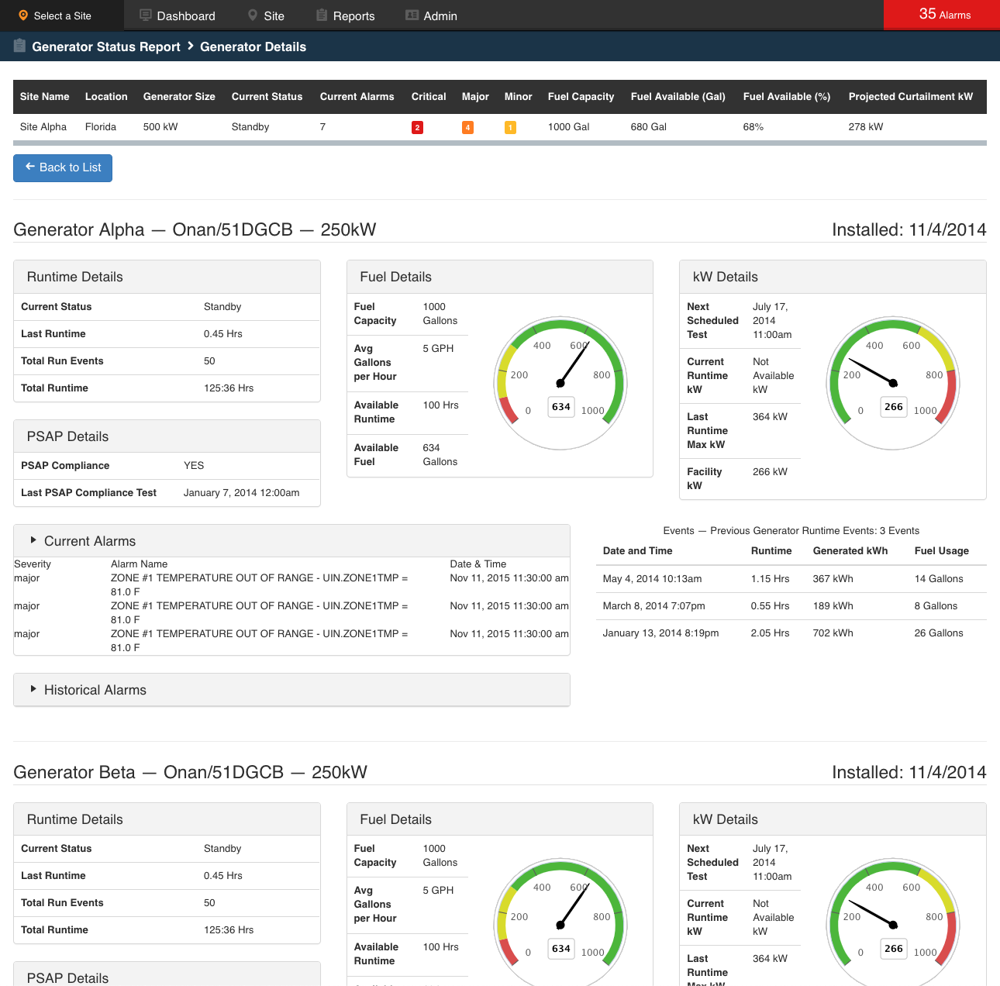 Select a Site Dashboard Site Reports Admin 35 Alarms
Generator Status Report Generator Details
Site Name Location Generator Size Current Status Current Alarms Critical Major Minor Fuel Capacity Fuel Available (Gal) Fuel Available (%) Projected Curtailment kW
Site Alpha Florida 500 kW Standby 7 2 4 1 1000 Gal 680 Gal 68% 278 kW
Back to List
Generator Alpha — Onan/51DGCB — 250kW Installed: 11/4/2014
Runtime Details
Current Status Standby
Last Runtime 0.45 Hrs
Total Run Events 50
Total Runtime 125:36 Hrs
PSAP Details
PSAP Compliance YES
Last PSAP Compliance Test January 7, 2014 12:00am
Fuel Details
Fuel 1000
Capacity Gallons
Avg 5 GPH
Gallons
per Hour
Available 100 Hrs
Runtime
Available 634
Fuel Gallons
400 600
200 800
0 634 1000
kW Details
Next July 17,
Scheduled 2014
Test 11:00am
Current Not
Runtime Available
kW kW
Last 364 kW
Runtime
Max kW
Facility 266 kW
kW
400 600
200 800
0 266 1000
Current Alarms
Severity Alarm Name Date & Time
major ZONE #1 TEMPERATURE OUT OF RANGE - UIN.ZONE1TMP = Nov 11, 2015 11:30:00 am
81.0 F
major ZONE #1 TEMPERATURE OUT OF RANGE - UIN.ZONE1TMP = Nov 11, 2015 11:30:00 am
81.0 F
major ZONE #1 TEMPERATURE OUT OF RANGE - UIN.ZONE1TMP = Nov 11, 2015 11:30:00 am
81.0 F
Historical Alarms
Events — Previous Generator Runtime Events: 3 Events
Date and Time Runtime Generated kWh Fuel Usage
May 4, 2014 10:13am 1.15 Hrs 367 kWh 14 Gallons
March 8, 2014 7:07pm 0.55 Hrs 189 kWh 8 Gallons
January 13, 2014 8:19pm 2.05 Hrs 702 kWh 26 Gallons
Generator Beta — Onan/51DGCB — 250kW Installed: 11/4/2014
Runtime Details
Current Status Standby
Last Runtime 0.45 Hrs
Total Run Events 50
Total Runtime 125:36 Hrs
PSAP Details
Fuel Details
Fuel 1000
Capacity Gallons
Avg 5 GPH
Gallons
per Hour
Available 100 Hrs
Runtime
400 600
200 800
0 634 1000
kW Details
Next July 17,
Scheduled 2014
Test 11:00am
Current Not
Runtime Available
kW kW
Last 364 kW
Runtime
Max kW
400 600
200 800
0 266 1000